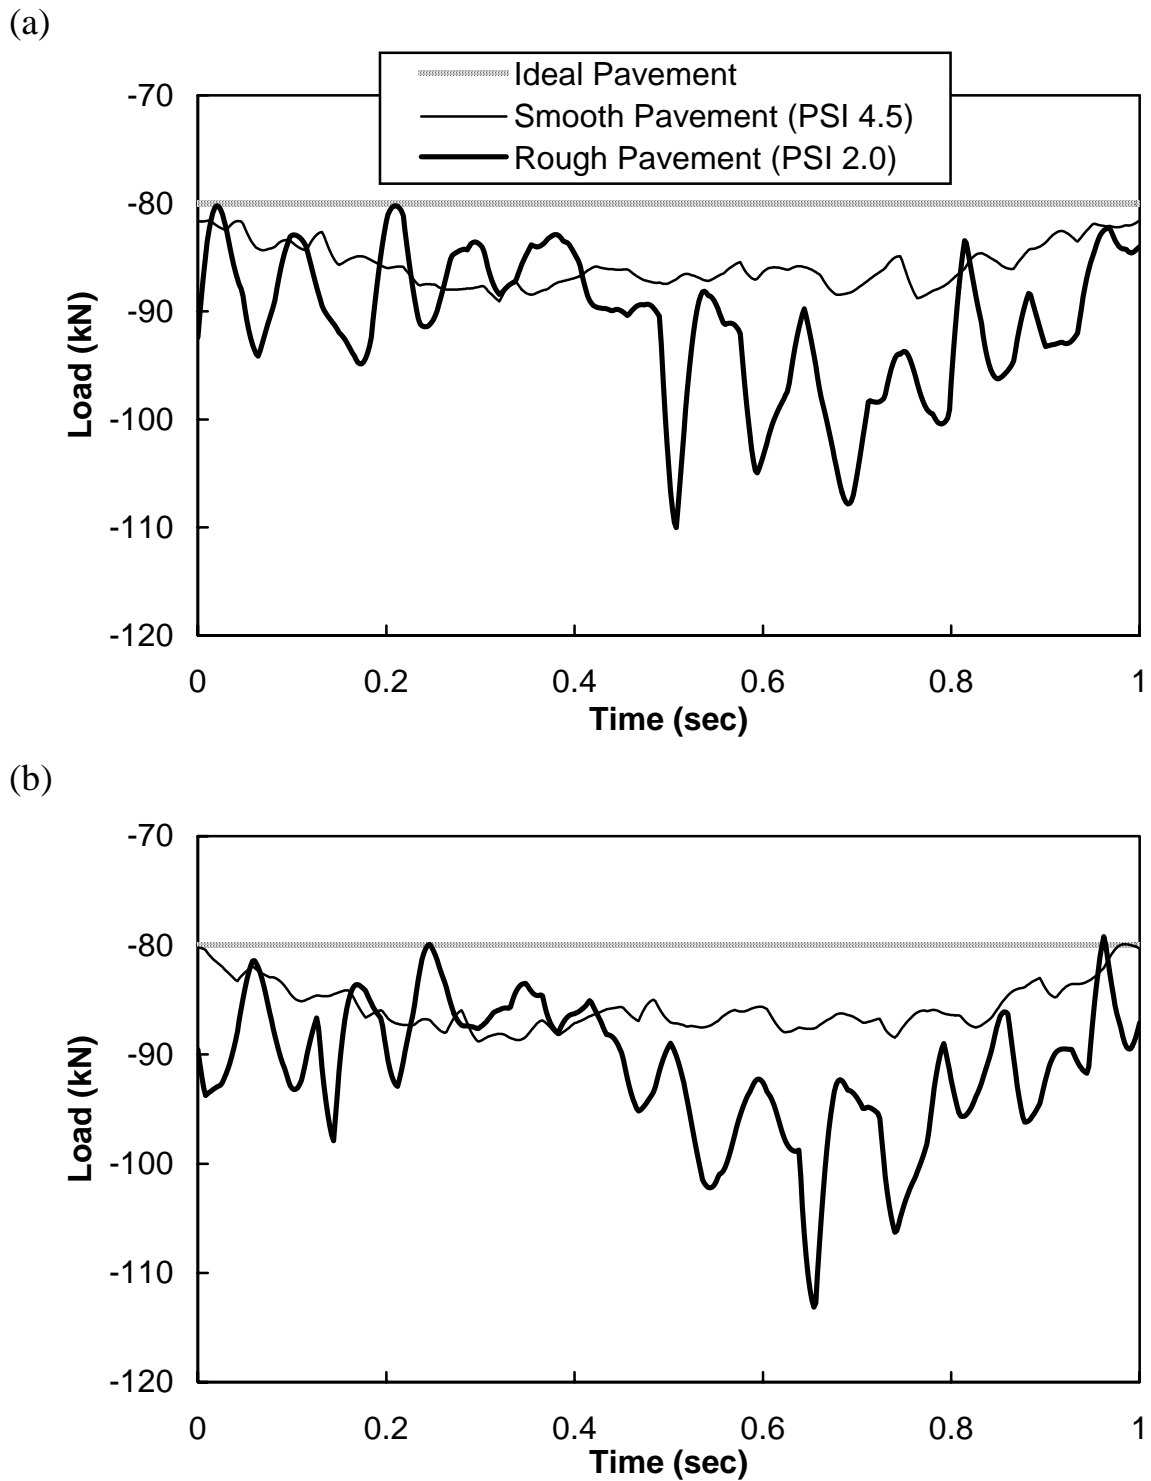 (a)
Ideal Pavement
Smooth Pavement (PSI 4.5)
Rough Pavement (PSI 2.0)
-70
-80
-90
-100
-110
-120
Load (kN)
0 0.2 0.4 0.6 0.8 1
Time (sec)
(b)
-70
-80
-90
-100
-110
-120
Load (kN)
0 0.2 0.4 0.6 0.8 1
Time (sec)